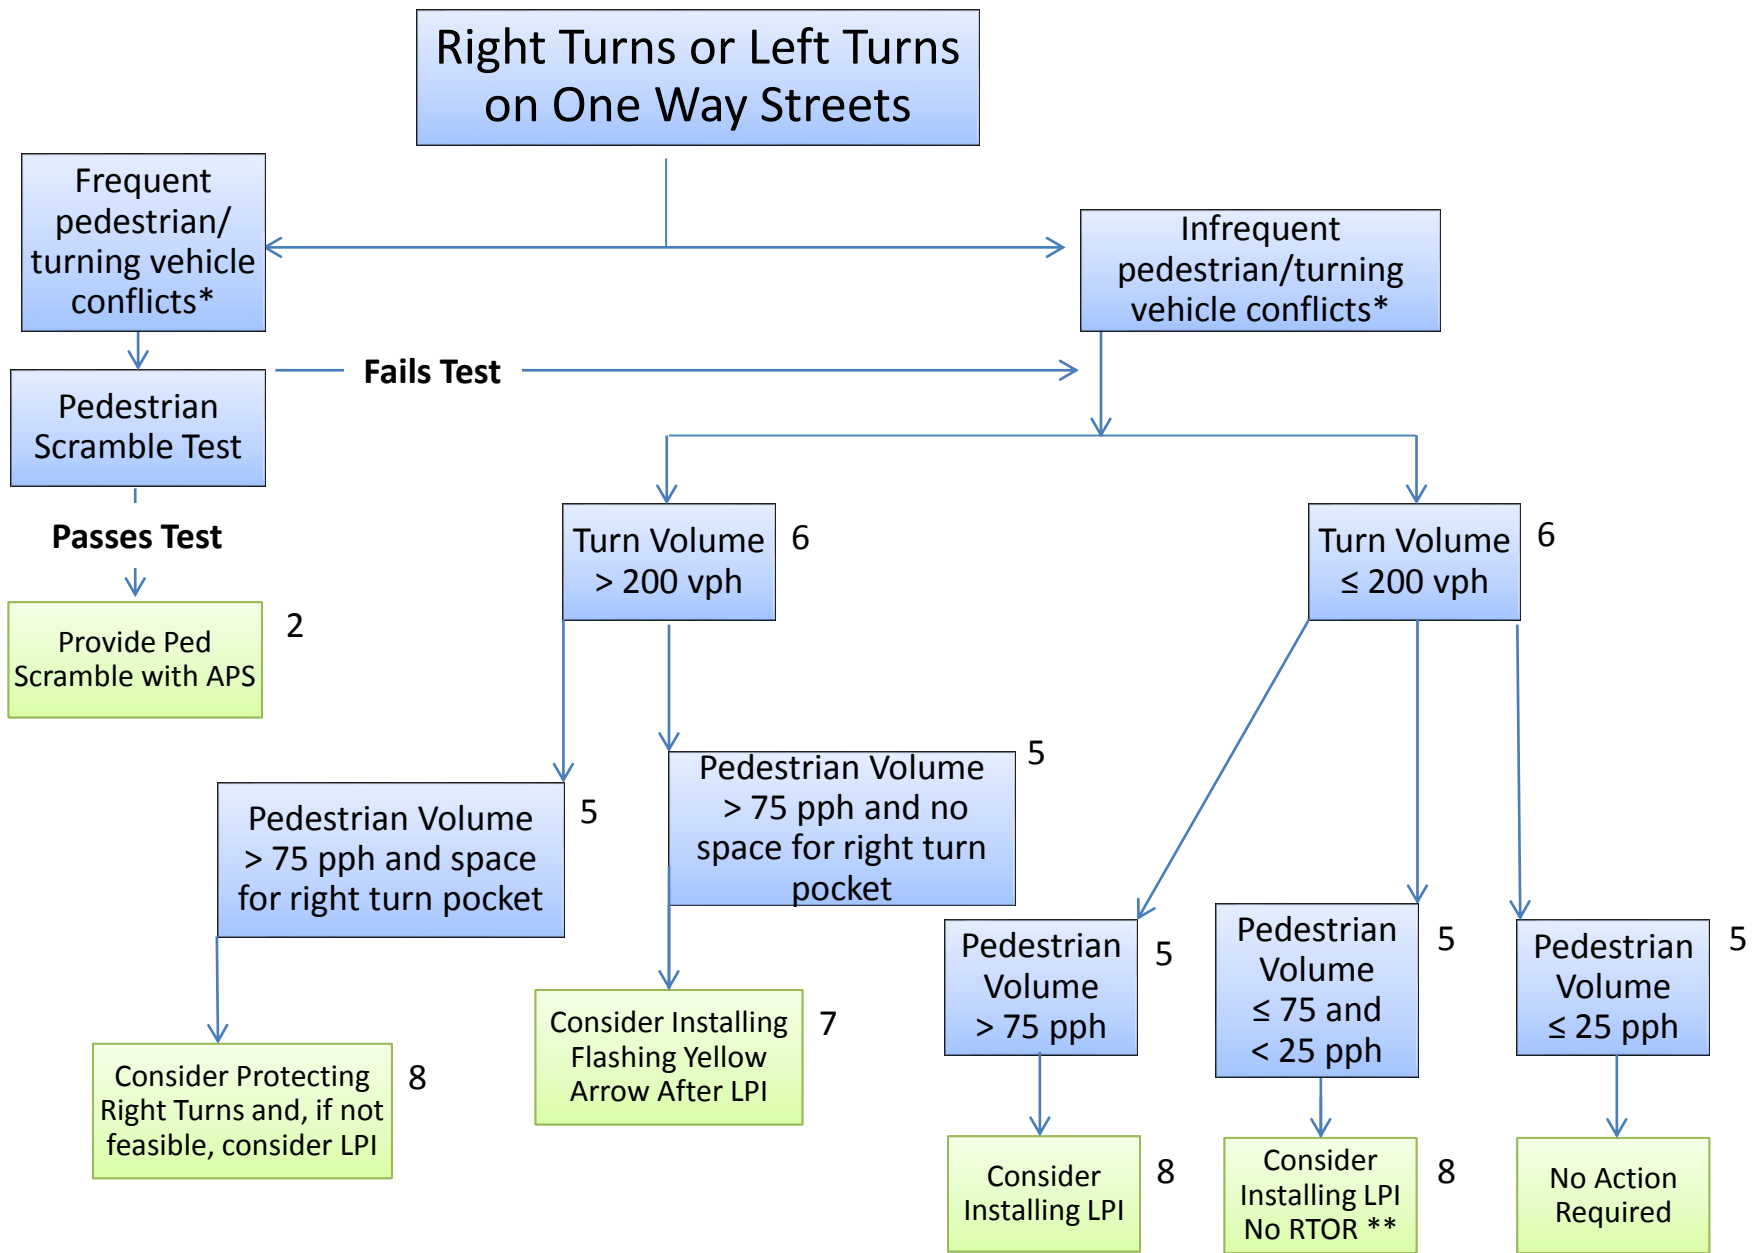 Right Turns or Left Turns
on One Way Streets
Frequent
pedestrian/
turning vehicle
conflicts*
Infrequent
pedestrian/turning
vehicle conflicts*
Fails Test
Pedestrian
Scramble Test
Passes Test
Provide Ped
Scramble with APS
2
Turn Volume
> 200 vph
6
Turn Volume
≤ 200 vph
6
Pedestrian Volume
> 75 pph and space
for right turn pocket
5
Pedestrian Volume
> 75 pph and no
space for right turn
pocket
5
Pedestrian
Volume
> 75 pph
5
Pedestrian
Volume
≤ 75 and
< 25 pph
5
Pedestrian
Volume
≤ 25 pph
5
Consider Protecting
Right Turns and, if not
feasible, consider LPI
8
Consider Installing
Flashing Yellow
Arrow After LPI
7
Consider
Installing LPI
8
Consider
Installing LPI
No RTOR **
8
No Action
Required